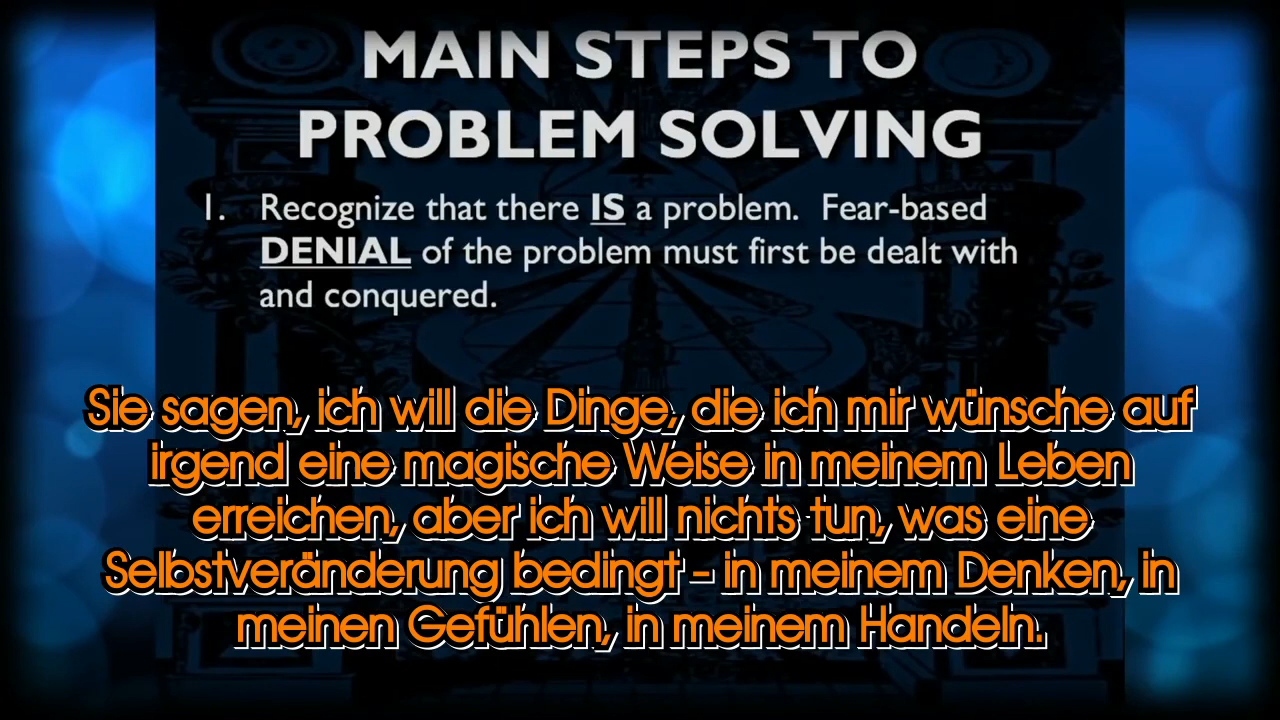 MAIN STEPS TO
PROBLEM SOLVING
1. Recognize that there IS a problem. Fear-based
DENIAL of the problem must first be dealt with
and conquered.
Sie sagen, ich will die Dinge, die ich mir wünsche auf
irgend eine magische Weise in meinem Leben
erreichen, aber ich will nichts tun, was eine
Selbstveränderung bedingt – in meinem Denken, in
meinen Gefühlen, in meinem Handeln.